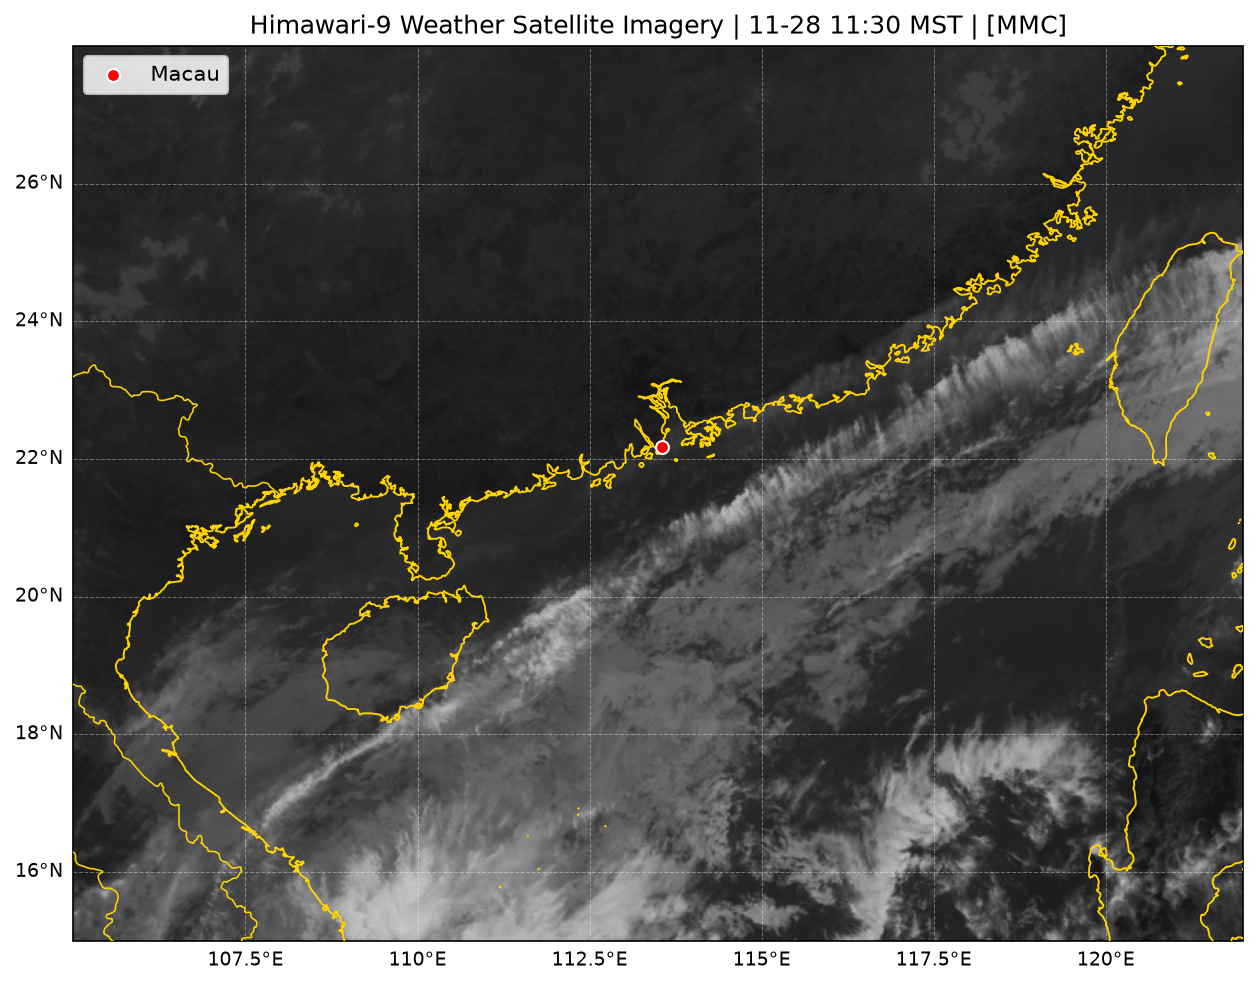 Himawari-9 Weather Satellite Imagery | 11-28 11:30 MST | [MMC]
Macau
26°N
24°N
22°N
20°N
18°N
16°N
107.5°E
110°E
112.5°E
115°E
117.5°E
120°E